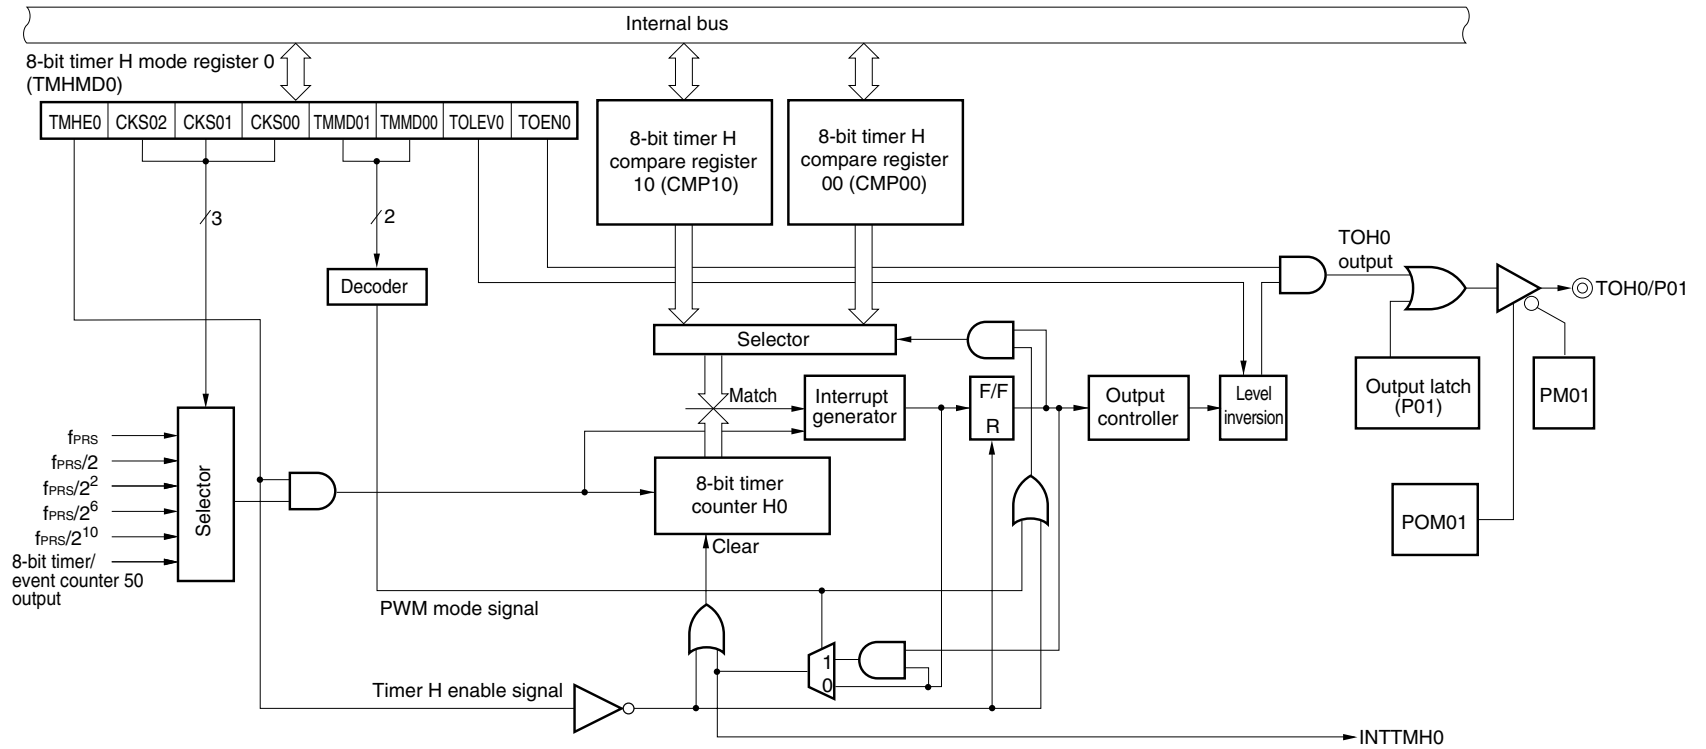 Internal bus
8-bit timer H mode register 0
(TMHMD0)
TMHE0 CKS02 CKS01 CKS00 TMMD01 TMMD00 TOLEV0 TOEN0
8-bit timer H
compare register
10 (CMP10)
8-bit timer H
compare register
00 (CMP00)
3
2
Decoder
TOH0
output
TOH0/P01
Selector
Match
Interrupt
generator
F/F
R
Output
controller
Level
inversion
Output latch
(P01)
PM01
POM01
fPRS
fPRS/2
fPRS/2²
fPRS/2⁶
fPRS/2¹⁰
8-bit timer/
event counter 50
output
Selector
8-bit timer
counter H0
Clear
PWM mode signal
1
0
Timer H enable signal
INTTMH0